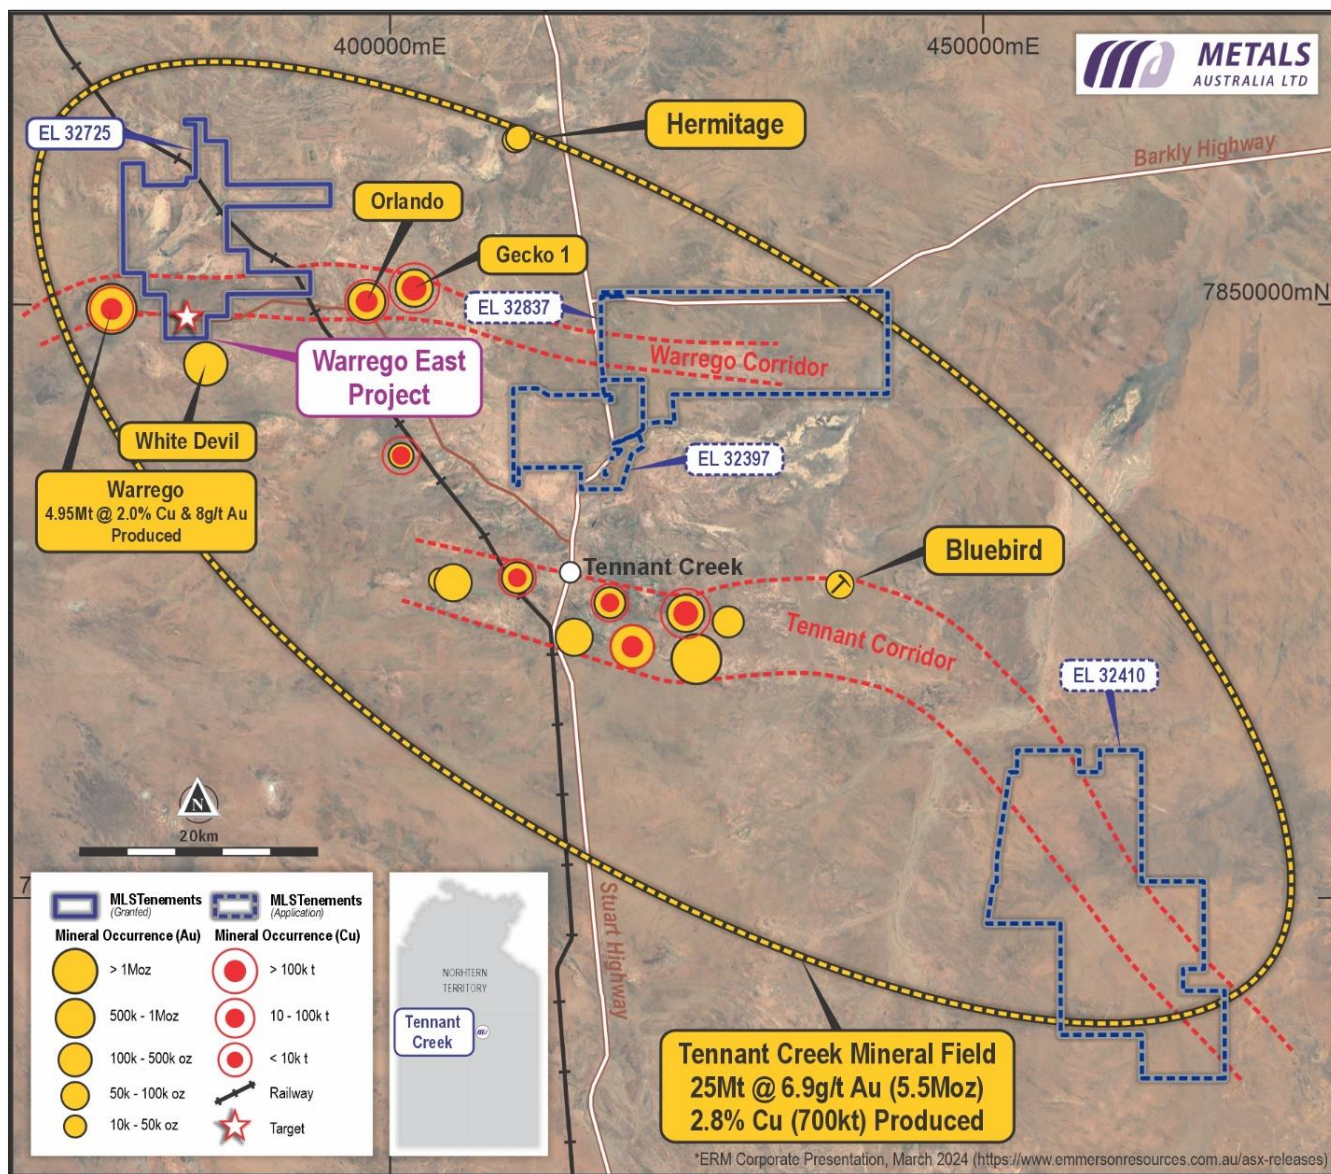 400000mE
450000mE
METALS
AUSTRALIA LTD
EL 32725
Hermitage
Barkly Highway
Orlando
Gecko 1
EL 32837
7850000mN
Warrego Corridor
Warrego East
Project
White Devil
EL 32397
Warrego
4.95Mt @ 2.0% Cu & 8g/t Au
Produced
Bluebird
Tennant Creek
Tennant Corridor
EL 32410
N
20km
7
MLSTenements
(Granted)
MLSTenements
(Application)
Mineral Occurrence (Au)
Mineral Occurrence (Cu)
> 1Moz
> 100k t
500k - 1Moz
10 - 100k t
100k - 500k oz
< 10k t
50k - 100k oz
Railway
10k - 50k oz
Target
NORHTERN
TERRITORY
Tennant
Creek
Stuart Highway
Tennant Creek Mineral Field
25Mt @ 6.9g/t Au (5.5Moz)
2.8% Cu (700kt) Produced
*ERM Corporate Presentation, March 2024 (https://www.emmersonresources.com.au/asx-releases)